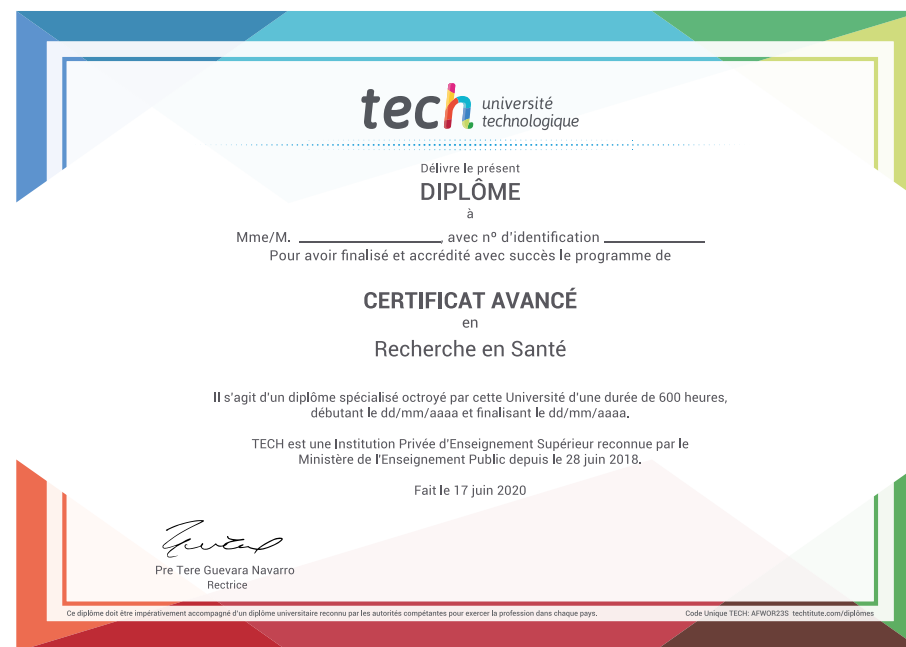 tech université
technologique
Délivre le présent
DIPLÔME
à
Mme/M. ____________________, avec nº d'identification ______________
Pour avoir finalisé et accrédité avec succès le programme de
CERTIFICAT AVANCÉ
en
Recherche en Santé
Il s'agit d'un diplôme spécialisé octroyé par cette Université d'une durée de 600 heures,
débutant le dd/mm/aaaa et finalisant le dd/mm/aaaa.
TECH est une Institution Privée d'Enseignement Supérieur reconnue par le
Ministère de l'Enseignement Public depuis le 28 juin 2018.
Fait le 17 juin 2020
Pre Tere Guevara Navarro
Rectrice
Ce diplôme doit être impérativement accompagné d'un diplôme universitaire reconnu par les autorités compétantes pour exercer la profession dans chaque pays.
Code Unique TECH: AFWOR23S techtitute.com/diplômes